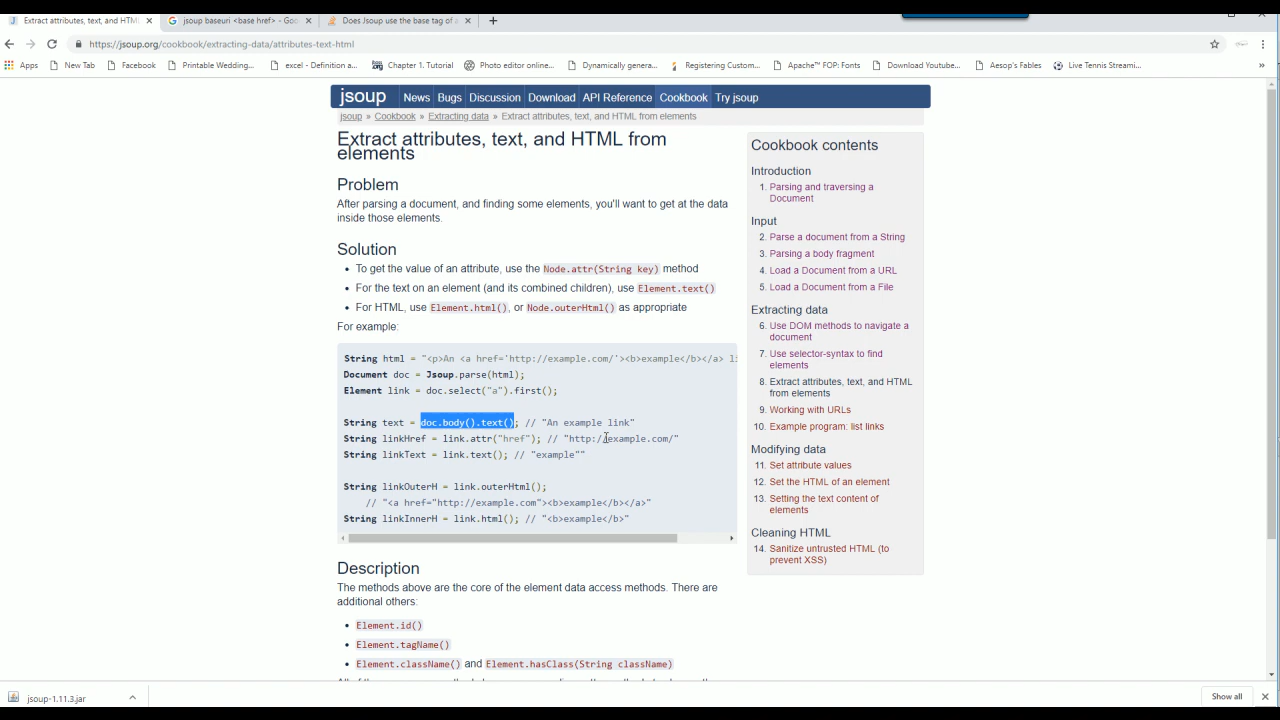 Extract attributes, text, and HTM
jsoup baseuri <base href> - Goo
Does Jsoup use the base tag of a
https://jsoup.org/cookbook/extracting-data/attributes-text-html
Apps New Tab Facebook Printable Wedding... excel - Definition a... Chapter 1. Tutorial Photo editor online... Dynamically genera... Registering Custom... Apache™ FOP: Fonts Download Youtube... Aesop's Fables Live Tennis Streami... »
jsoup News Bugs Discussion Download API Reference Cookbook Try jsoup
jsoup » Cookbook » Extracting data » Extract attributes, text, and HTML from elements
Extract attributes, text, and HTML from
elements
Problem
After parsing a document, and finding some elements, you'll want to get at the data
inside those elements.
Solution
• To get the value of an attribute, use the Node.attr(String key) method
• For the text on an element (and its combined children), use Element.text()
• For HTML, use Element.html(), or Node.outerHtml() as appropriate
For example:
String html = "<p>An <a href='http://example.com/'><b>example</b></a> li
Document doc = Jsoup.parse(html);
Element link = doc.select("a").first();
String text = doc.body().text(); // "An example link"
String linkHref = link.attr("href"); // "http://example.com/"
String linkText = link.text(); // "example""
String linkOuterH = link.outerHtml();
// "<a href="http://example.com"><b>example</b></a>"
String linkInnerH = link.html(); // "<b>example</b>"
Description
The methods above are the core of the element data access methods. There are
additional others:
• Element.id()
• Element.tagName()
• Element.className() and Element.hasClass(String className)
Cookbook contents
Introduction
1. Parsing and traversing a
Document
Input
2. Parse a document from a String
3. Parsing a body fragment
4. Load a Document from a URL
5. Load a Document from a File
Extracting data
6. Use DOM methods to navigate a
document
7. Use selector-syntax to find
elements
8. Extract attributes, text, and HTML
from elements
9. Working with URLs
10. Example program: list links
Modifying data
11. Set attribute values
12. Set the HTML of an element
13. Setting the text content of
elements
Cleaning HTML
14. Sanitize untrusted HTML (to
prevent XSS)
jsoup-1.11.3.jar
Show all